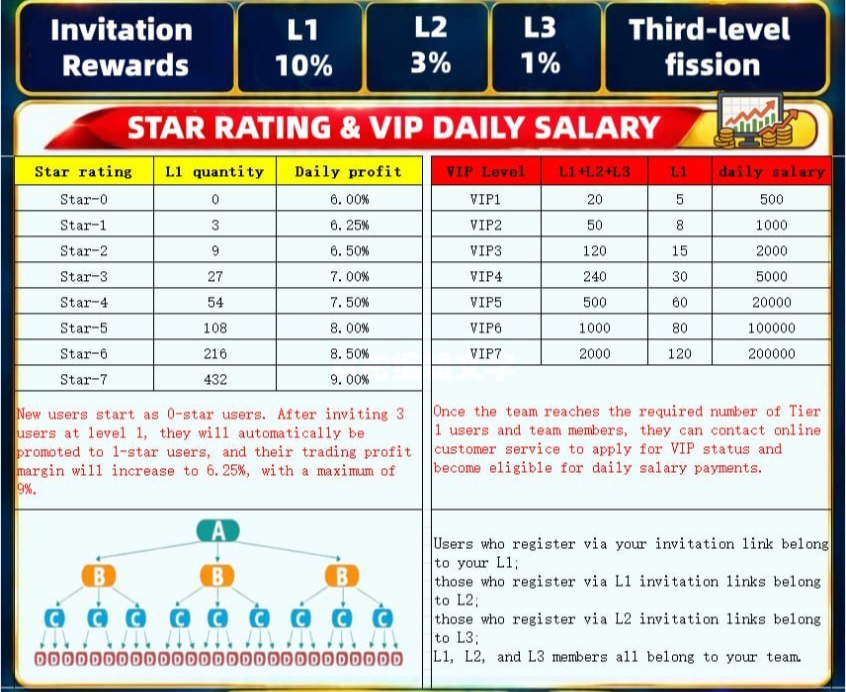 Invitation Rewards
L1 10%
L2 3%
L3 1%
Third-level fission
STAR RATING & VIP DAILY SALARY
Star rating L1 quantity Daily profit
Star-0 0 6.00%
Star-1 3 6.25%
Star-2 9 6.50%
Star-3 27 7.00%
Star-4 54 7.50%
Star-5 108 8.00%
Star-6 216 8.50%
Star-7 432 9.00%
New users start as 0-star users. After inviting 3
users at level 1, they will automatically be
promoted to 1-star users, and their trading profit
margin will increase to 6.25%, with a maximum of
9%.
VIP Level L1+L2+L3 L1 daily salary
VIP1 20 5 500
VIP2 50 8 1000
VIP3 120 15 2000
VIP4 240 30 5000
VIP5 500 60 20000
VIP6 1000 80 100000
VIP7 2000 120 200000
Once the team reaches the required number of Tier
1 users and team members, they can contact online
customer service to apply for VIP status and
become eligible for daily salary payments.
A
B B B
C C C C C C C C C
D D D D D D D D D D D D D D D D D D D D D D D D D D D
Users who register via your invitation link belong
to your L1;
those who register via L1 invitation links belong
to L2;
those who register via L2 invitation links belong
to L3;
L1, L2, and L3 members all belong to your team.